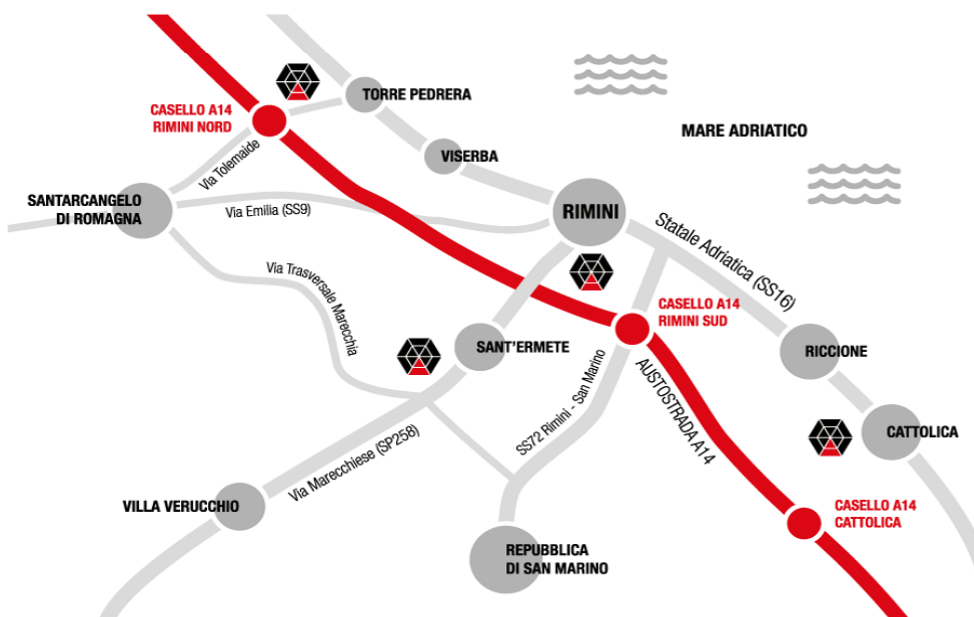 TORRE PEDRERA
CASELLO A14
RIMINI NORD
MARE ADRIATICO
VISERBA
Via Tolemaide
SANTARCANGELO
DI ROMAGNA
Via Emilia (SS9)
RIMINI
Statale Adriatica (SS16)
Via Trasversale Marecchia
CASELLO A14
RIMINI SUD
SANT'ERMETE
RICCIONE
SS72 Rimini - San Marino
AUSTOSTRADA A14
CATTOLICA
Via Marecchiese (SP258)
VILLA VERUCCHIO
CASELLO A14
CATTOLICA
REPUBBLICA
DI SAN MARINO